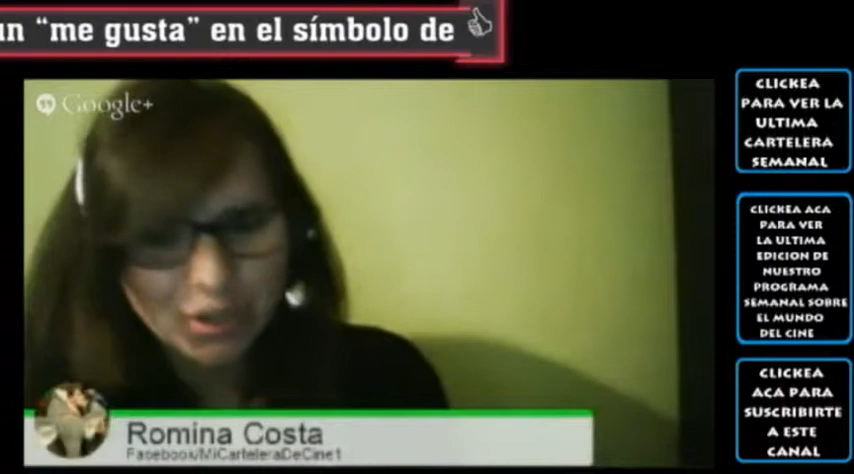 un “me gusta” en el símbolo de
Google+
CLICKEA
PARA VER LA
ULTIMA
CARTELERA
SEMANAL
CLICKEA ACA
PARA VER
LA ULTIMA
EDICION DE
NUESTRO
PROGRAMA
SEMANAL SOBRE
EL MUNDO
DEL CINE
CLICKEA
ACA PARA
SUSCRIBIRTE
A ESTE
CANAL
Romina Costa
Facebook/MiCarteleraDeCine1